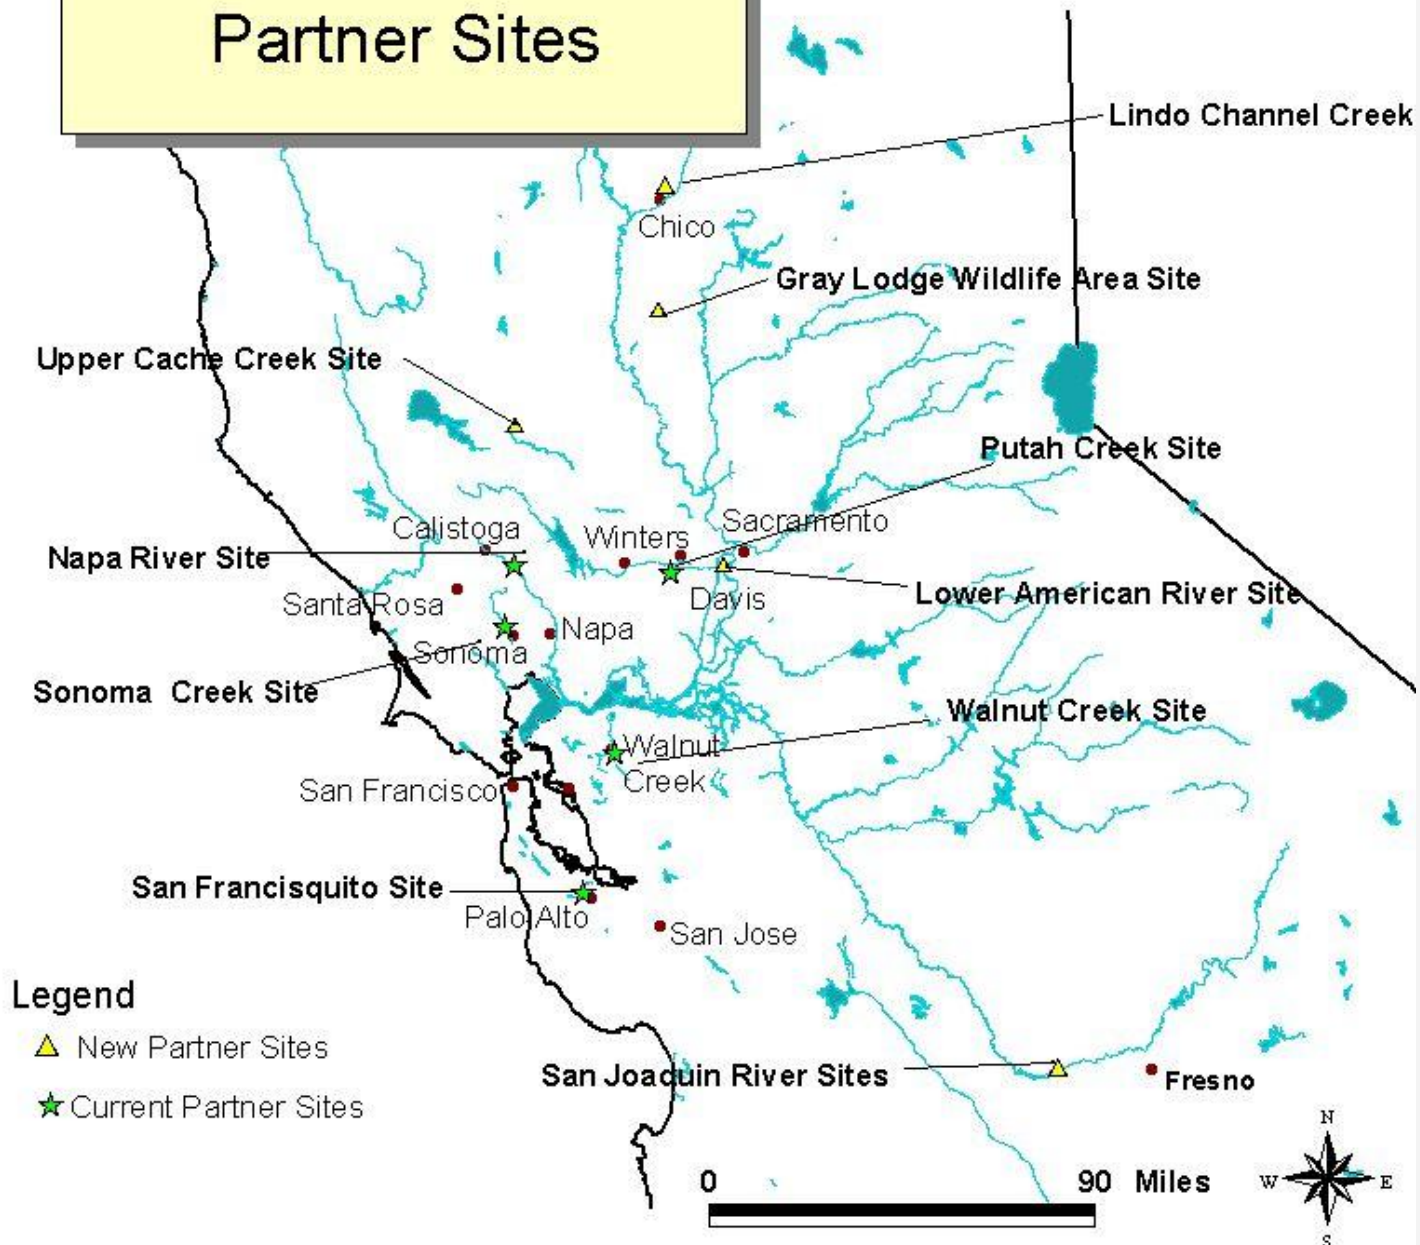 Partner Sites
Lindo Channel Creek
Chico
Gray Lodge Wildlife Area Site
Upper Cache Creek Site
Putah Creek Site
Calistoga
Winters
Sacramento
Napa River Site
Davis
Lower American River Site
Santa Rosa
Napa
Sonoma
Sonoma Creek Site
Walnut Creek Site
Walnut
Creek
San Francisco
San Francisquito Site
Palo Alto
San Jose
Legend
New Partner Sites
Current Partner Sites
San Joaquin River Sites
Fresno
0 90 Miles
N
W E
S